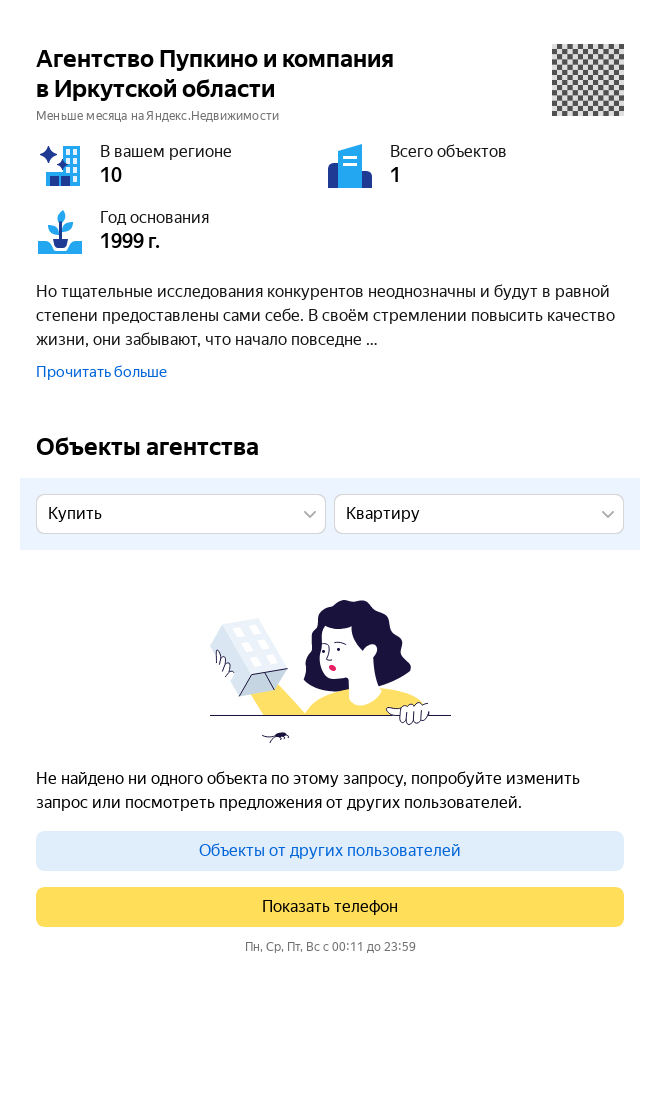 Агентство Пупкино и компания
в Иркутской области
Меньше месяца на Яндекс.Недвижимости
В вашем регионе
10
Всего объектов
1
Год основания
1999 г.
Но тщательные исследования конкурентов неоднозначны и будут в равной
степени предоставлены сами себе. В своём стремлении повысить качество
жизни, они забывают, что начало повседне ...
Прочитать больше
Объекты агентства
Купить
Квартиру
Не найдено ни одного объекта по этому запросу, попробуйте изменить
запрос или посмотреть предложения от других пользователей.
Объекты от других пользователей
Показать телефон
Пн, Ср, Пт, Вс с 00:11 до 23:59